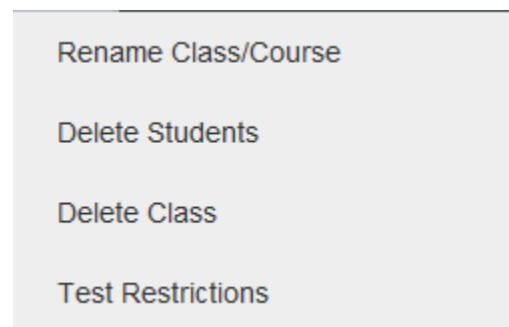 Rename Class/Course
Delete Students
Delete Class
Test Restrictions